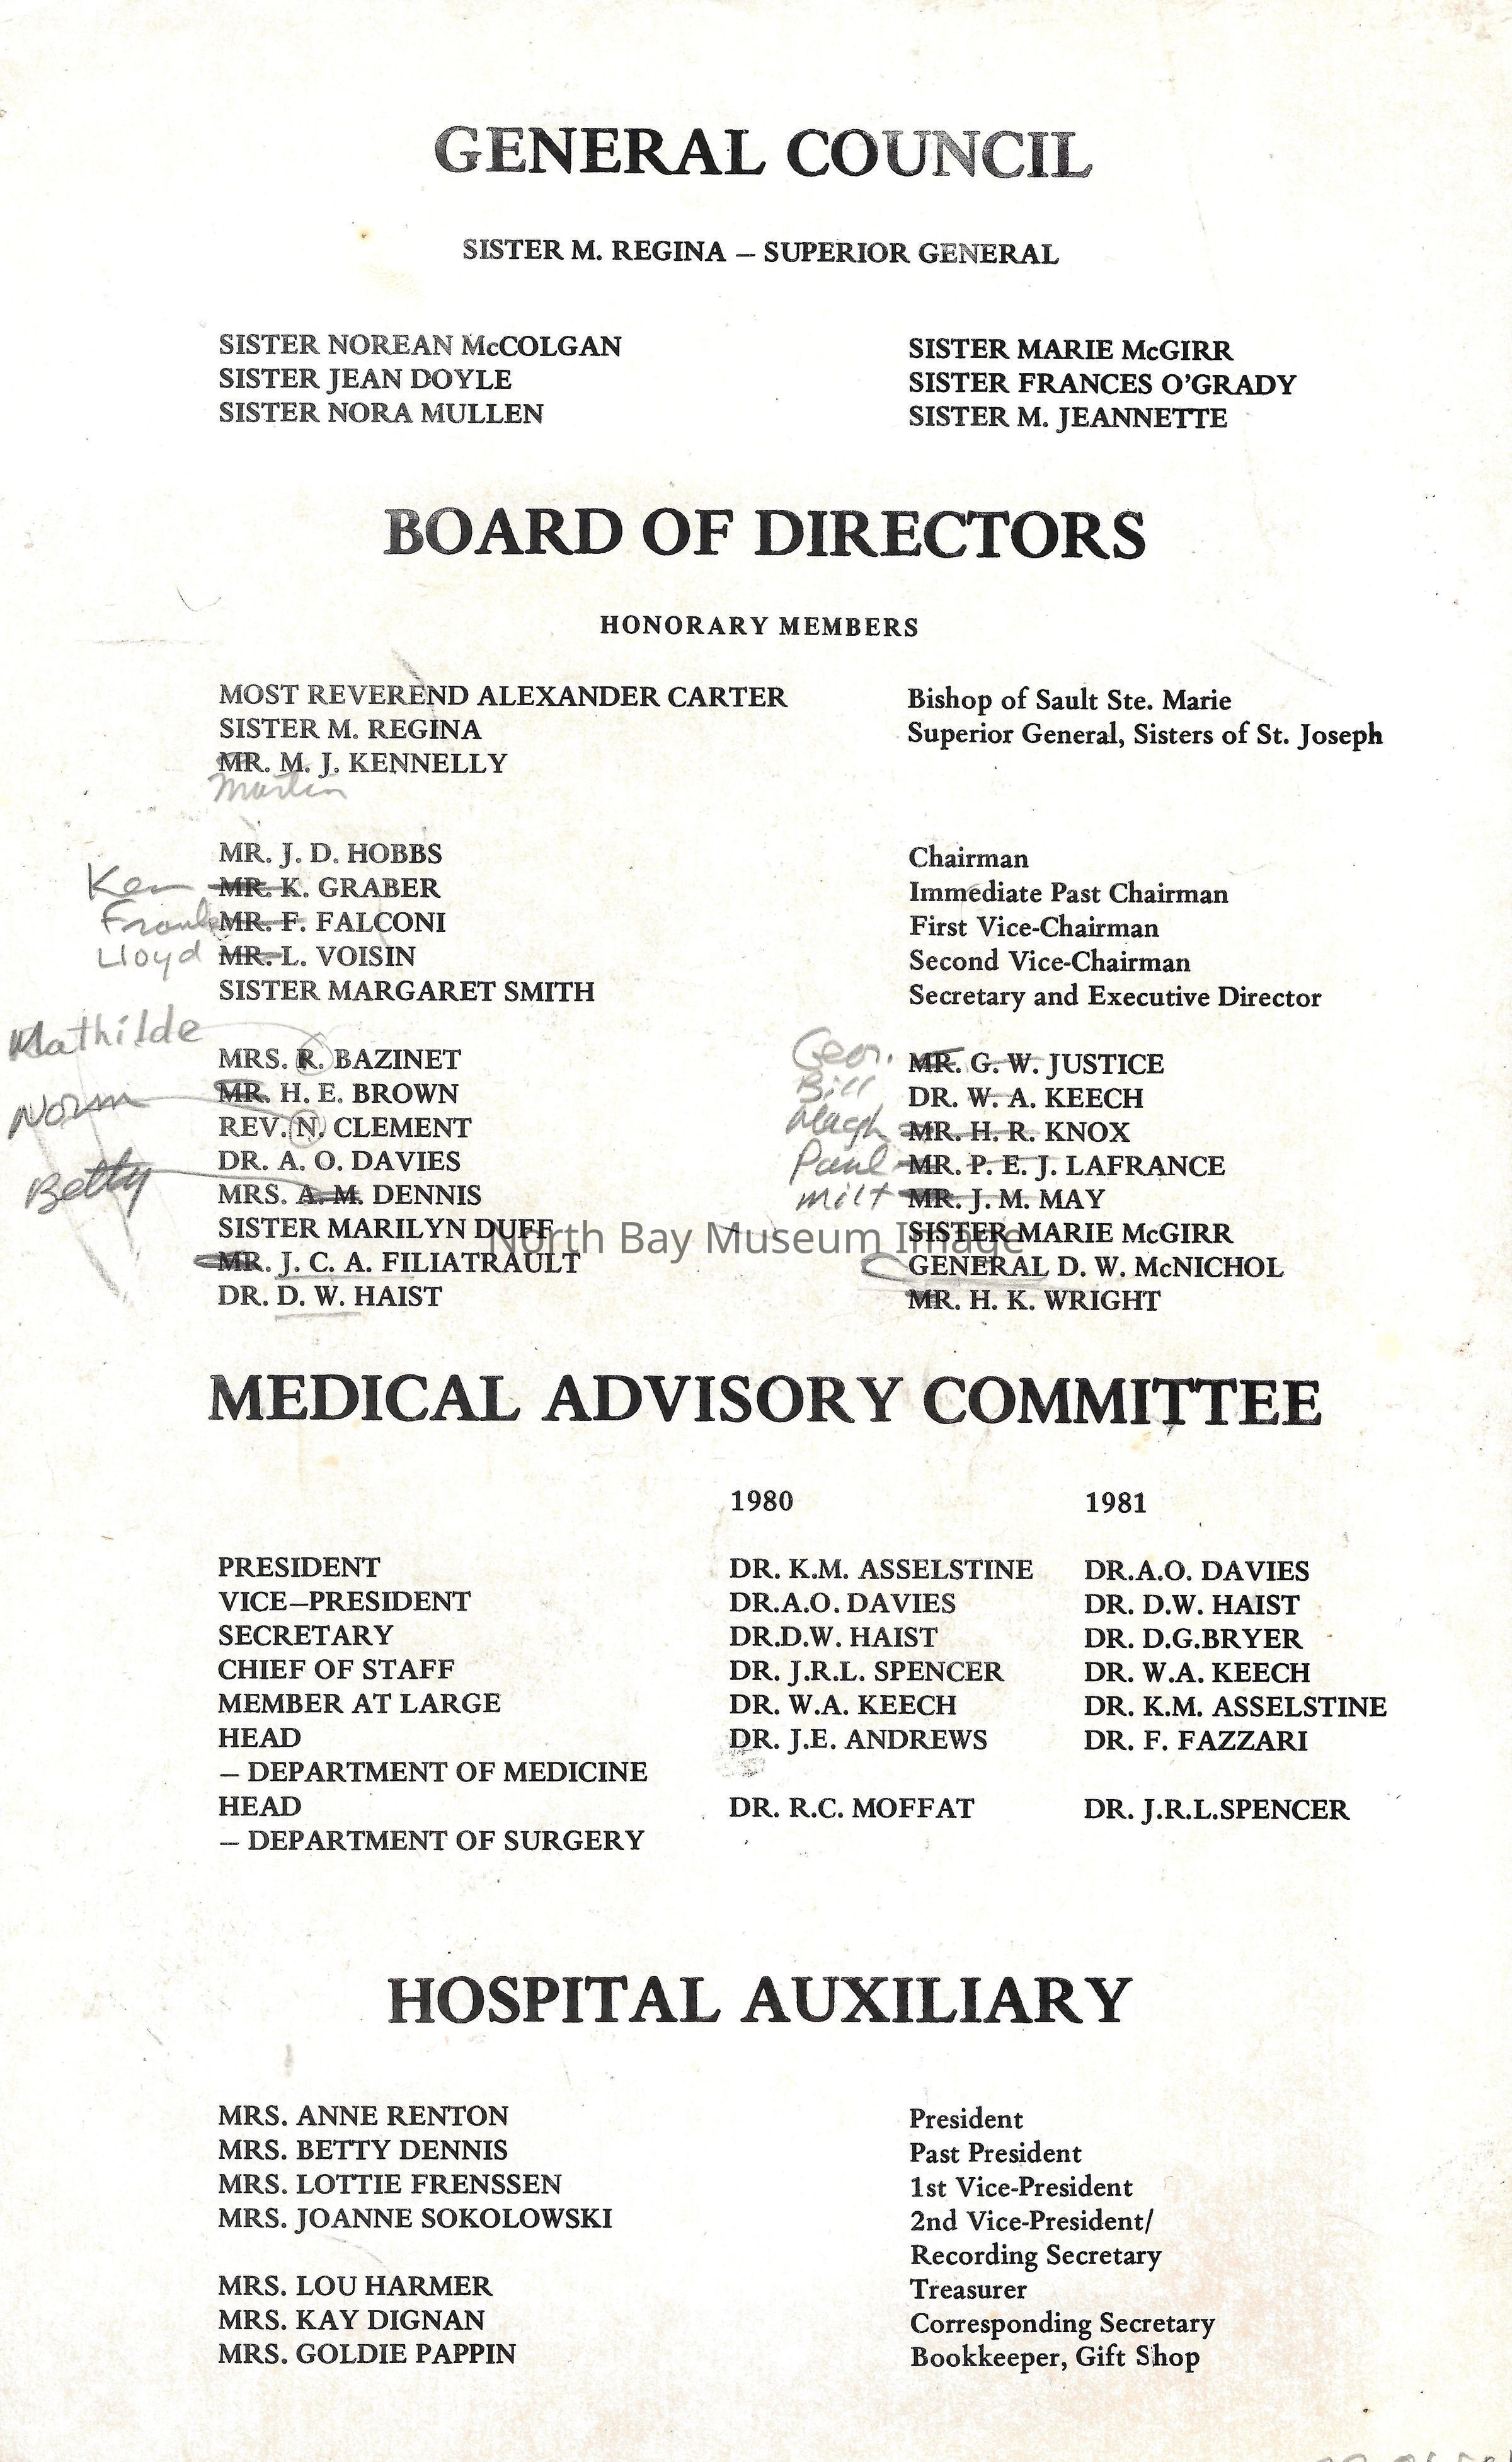 GENERAL COUNCIL
SISTER M. REGINA – SUPERIOR GENERAL
SISTER NOREAN McCOLGAN SISTER MARIE McGIRR
SISTER JEAN DOYLE SISTER FRANCES O'GRADY
SISTER NORA MULLEN SISTER M. JEANNETTE
BOARD OF DIRECTORS
HONORARY MEMBERS
MOST REVEREND ALEXANDER CARTER Bishop of Sault Ste. Marie
SISTER M. REGINA Superior General, Sisters of St. Joseph
MR. M. J. KENNELLY
Martin
MR. J. D. HOBBS Chairman
Ken MR. K. GRABER Immediate Past Chairman
Frank MR. F. FALCONI First Vice-Chairman
Lloyd MR. L. VOISIN Second Vice-Chairman
SISTER MARGARET SMITH Secretary and Executive Director
Mathilde MRS. R. BAZINET Geor. MR. G. W. JUSTICE
MR. H. E. BROWN Bill DR. W. A. KEECH
Norm REV. N. CLEMENT Hugh MR. H. R. KNOX
DR. A. O. DAVIES Paul MR. P. E. J. LAFRANCE
Betty MRS. A. M. DENNIS Milt MR. J. M. MAY
SISTER MARILYN DUFF SISTER MARIE McGIRR
North Bay Museum Image
MR. J. C. A. FILIATRAULT GENERAL D. W. McNICHOL
DR. D. W. HAIST MR. H. K. WRIGHT
MEDICAL ADVISORY COMMITTEE
1980 1981
PRESIDENT DR. K.M. ASSELSTINE DR.A.O. DAVIES
VICE–PRESIDENT DR.A.O. DAVIES DR. D.W. HAIST
SECRETARY DR.D.W. HAIST DR. D.G.BRYER
CHIEF OF STAFF DR. J.R.L. SPENCER DR. W.A. KEECH
MEMBER AT LARGE DR. W.A. KEECH DR. K.M. ASSELSTINE
HEAD DR. J.E. ANDREWS DR. F. FAZZARI
– DEPARTMENT OF MEDICINE
HEAD DR. R.C. MOFFAT DR. J.R.L.SPENCER
– DEPARTMENT OF SURGERY
HOSPITAL AUXILIARY
MRS. ANNE RENTON President
MRS. BETTY DENNIS Past President
MRS. LOTTIE FRENSSEN 1st Vice-President
MRS. JOANNE SOKOLOWSKI 2nd Vice-President/
Recording Secretary
MRS. LOU HARMER Treasurer
MRS. KAY DIGNAN Corresponding Secretary
MRS. GOLDIE PAPPIN Bookkeeper, Gift Shop